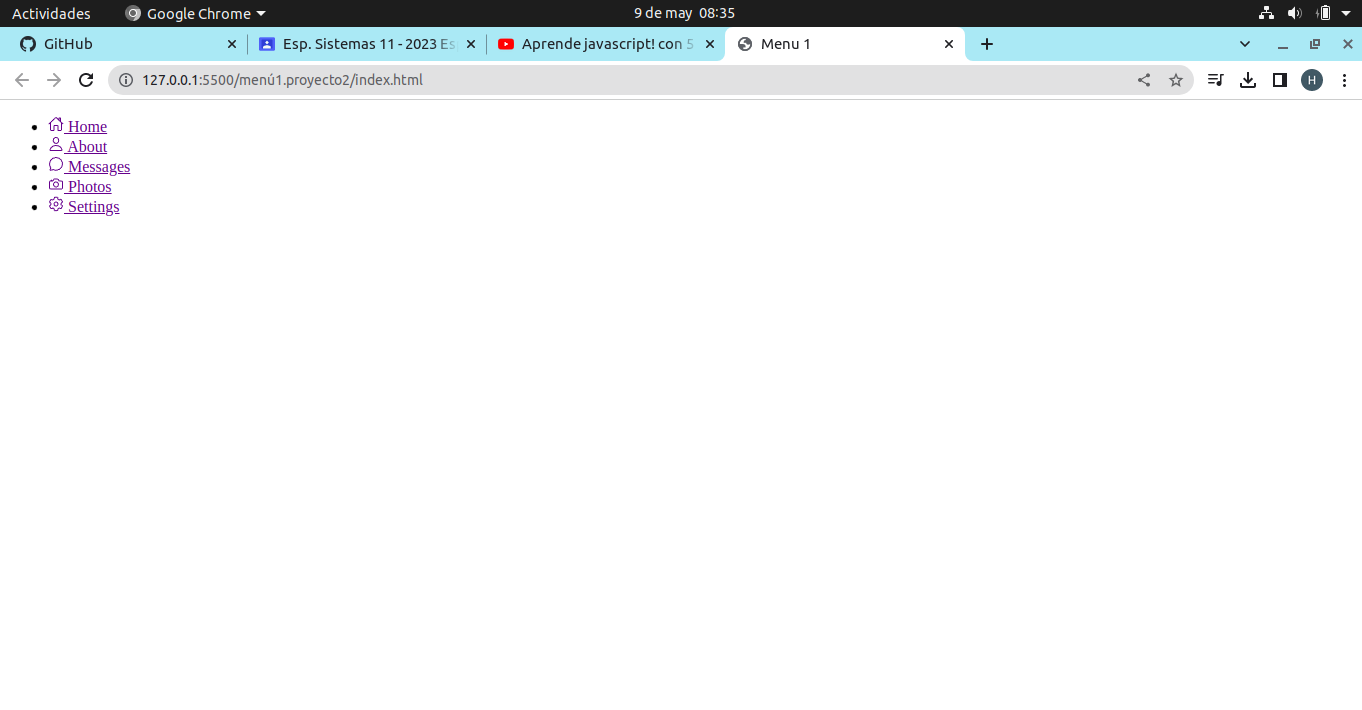 Actividades Google Chrome 9 de may 08:35
GitHub Esp. Sistemas 11 - 2023 Es Aprende javascript! con 5 Menu 1
127.0.0.1:5500/menú1.proyecto2/index.html H
Home
About
Messages
Photos
Settings